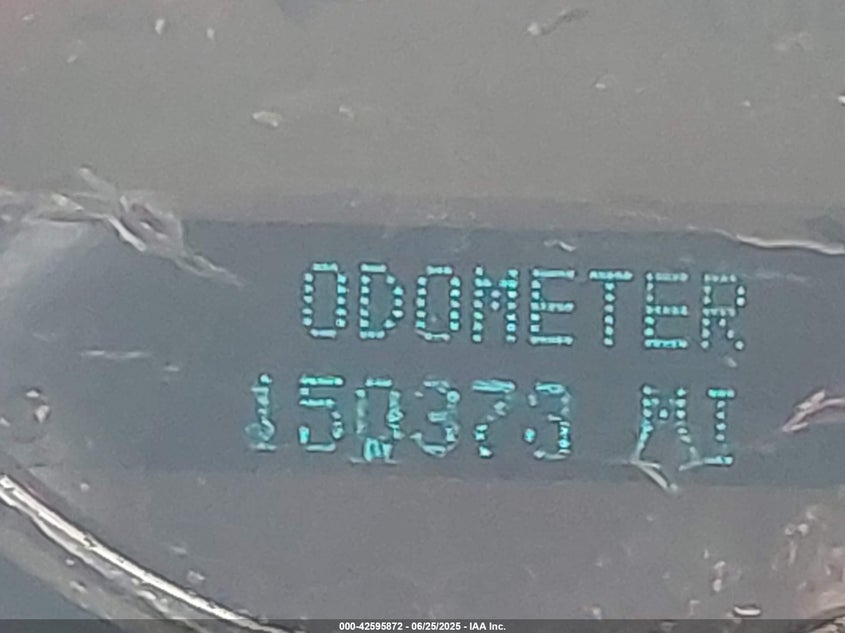 ODOMETER
150373 MI
000-42595872 - 06/25/2025 - IAA Inc.